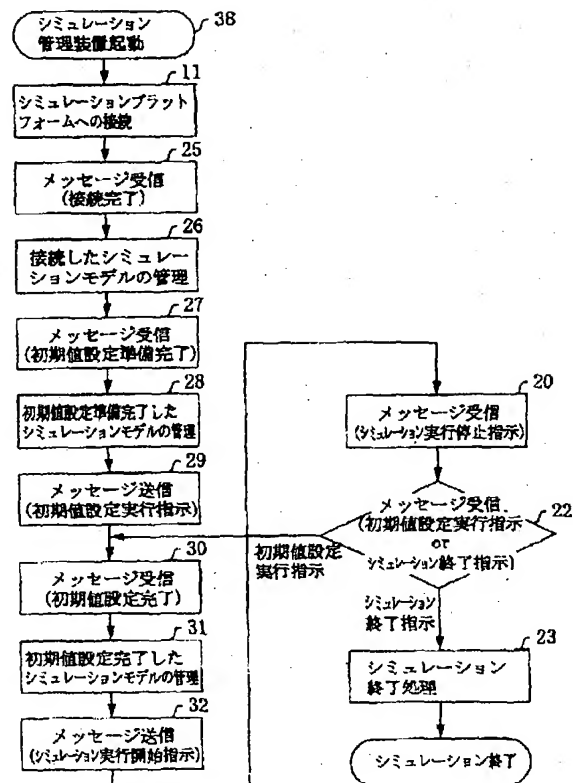 シミュレーション
管理装置起動
38
11
シミュレーションプラット
フォームへの接続
25
メッセージ受信
(接続完了)
26
接続したシミュレー
ションモデルの管理
27
メッセージ受信
(初期値設定準備完了)
28
初期値設定準備完了した
シミュレーションモデルの管理
29
メッセージ送信
(初期値設定実行指示)
30
メッセージ受信
(初期値設定完了)
31
初期値設定完了した
シミュレーションモデルの管理
32
メッセージ送信
(シミュレーション実行開始指示)
20
メッセージ受信
(シミュレーション実行停止指示)
22
メッセージ受信
(初期値設定実行指示
or
シミュレーション終了指示)
初期値設定
実行指示
シミュレーション
終了指示
23
シミュレーション
終了処理
シミュレーション終了